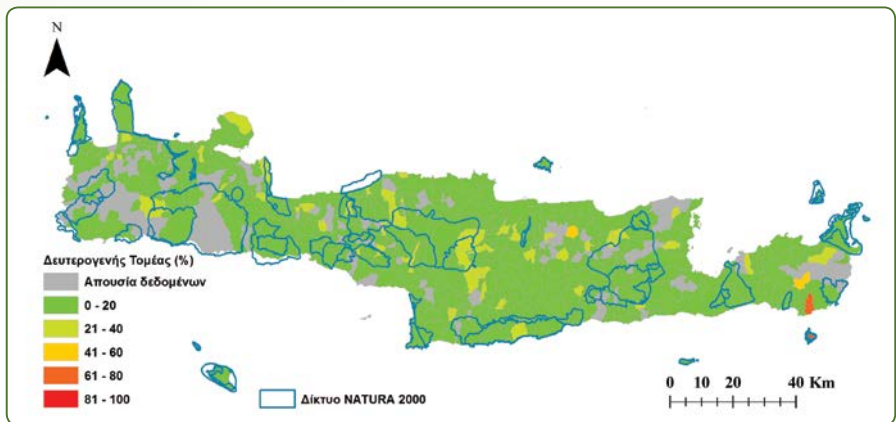 N
Δευτερογενής Τομέας (%)
Απουσία δεδομένων
0 - 20
21 - 40
41 - 60
61 - 80
81 - 100
Δίκτυο NATURA 2000
0 10 20 40 Km